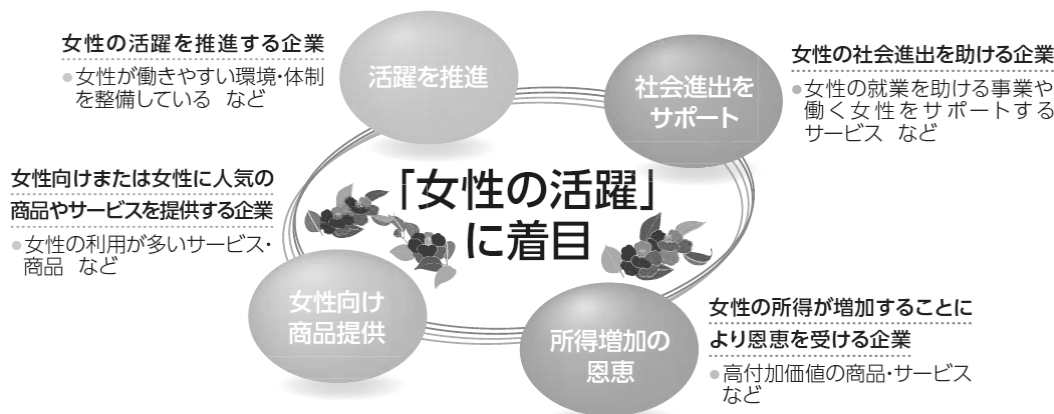 女性の活躍を推進する企業
●女性が働きやすい環境・体制
を整備している など
活躍を推進
社会進出を
サポート
女性の社会進出を助ける企業
●女性の就業を助ける事業や
働く女性をサポートする
サービス など
女性向けまたは女性に人気の
商品やサービスを提供する企業
●女性の利用が多いサービス・
商品 など
「女性の活躍」
に着目
女性向け
商品提供
所得増加の
恩恵
女性の所得が増加することに
より恩恵を受ける企業
●高付加価値の商品・サービス
など